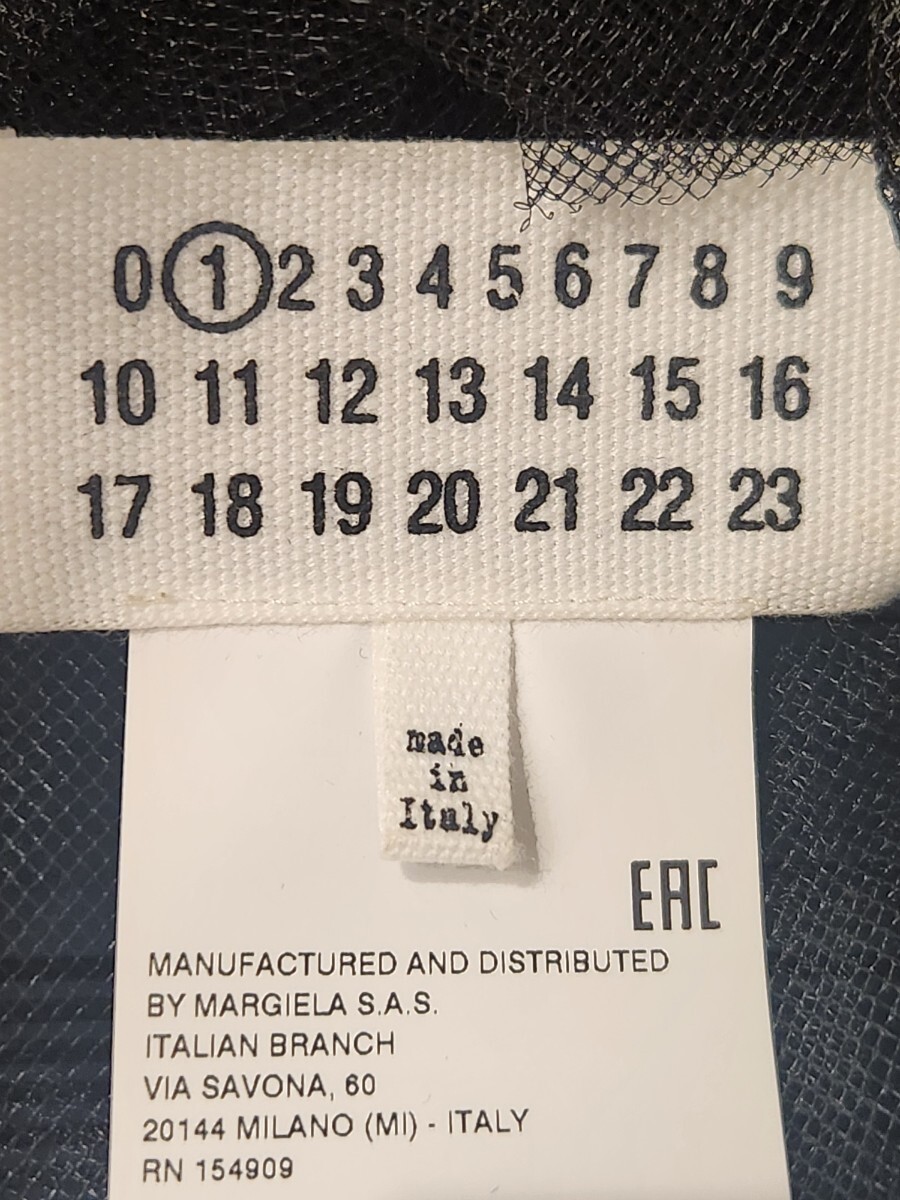 0 1 2 3 4 5 6 7 8 9
10 11 12 13 14 15 16
17 18 19 20 21 22 23
made
in
Italy
EAC
MANUFACTURED AND DISTRIBUTED
BY MARGIELA S.A.S.
ITALIAN BRANCH
VIA SAVONA, 60
20144 MILANO (MI) - ITALY
RN 154909